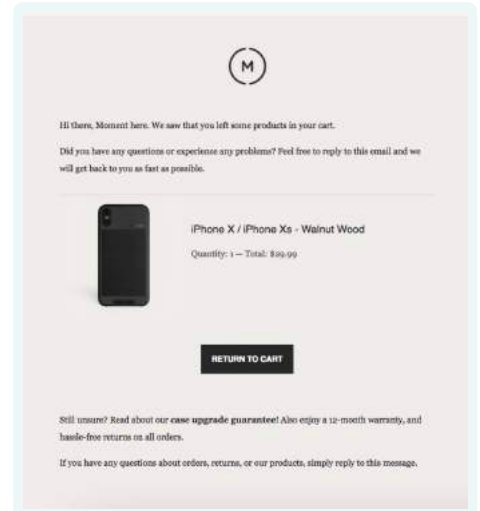 M
Hi there, Moment here. We saw that you left some products in your cart.
Did you have any questions or experience any problems? Feel free to reply to this email and we
will get back to you as fast as possible.
iPhone X / iPhone Xs - Walnut Wood
Quantity: 1 — Total: $29.99
RETURN TO CART
Still unsure? Read about our case upgrade guarantee! Also enjoy a 12-month warranty, and
hassle-free returns on all orders.
If you have any questions about orders, returns, or our products, simply reply to this message.